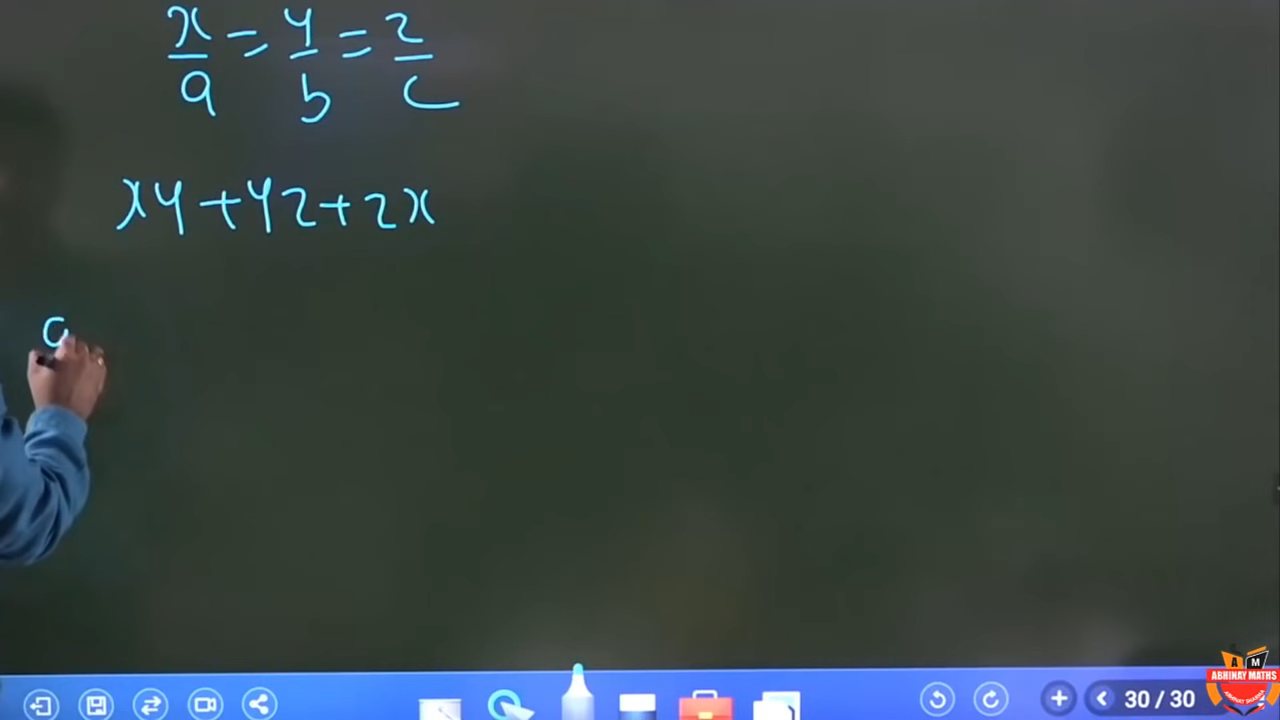 x/a = y/b = z/c
xy + yz + zx
a
30 / 30
A M
ABHINAY MATHS